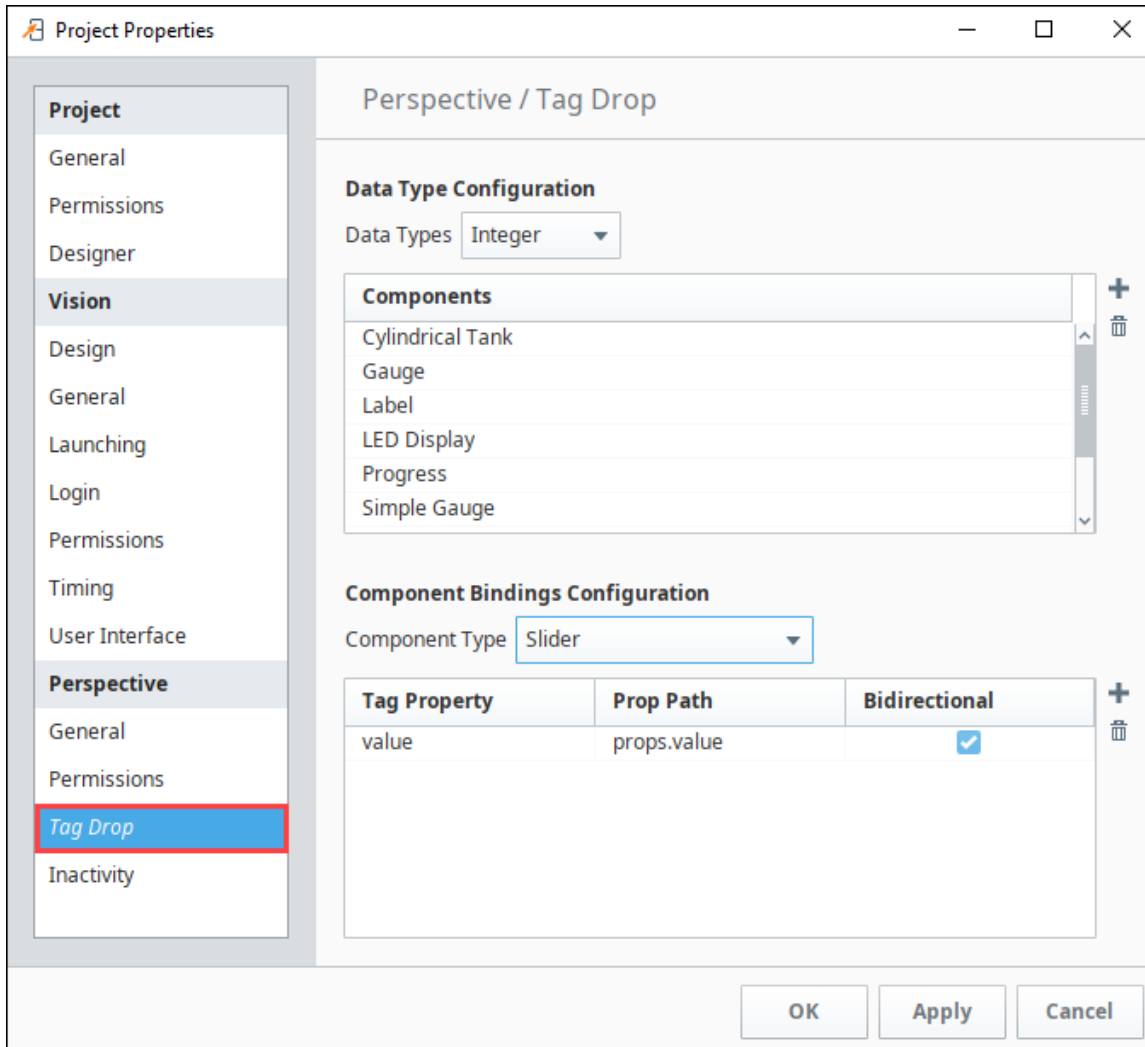 Project Properties
Project
General
Permissions
Designer
Vision
Design
General
Launching
Login
Permissions
Timing
User Interface
Perspective
General
Permissions
Tag Drop
Inactivity
Perspective / Tag Drop
Data Type Configuration
Data Types Integer
Components
Cylindrical Tank
Gauge
Label
LED Display
Progress
Simple Gauge
Component Bindings Configuration
Component Type Slider
Tag Property Prop Path Bidirectional
value props.value
OK Apply Cancel